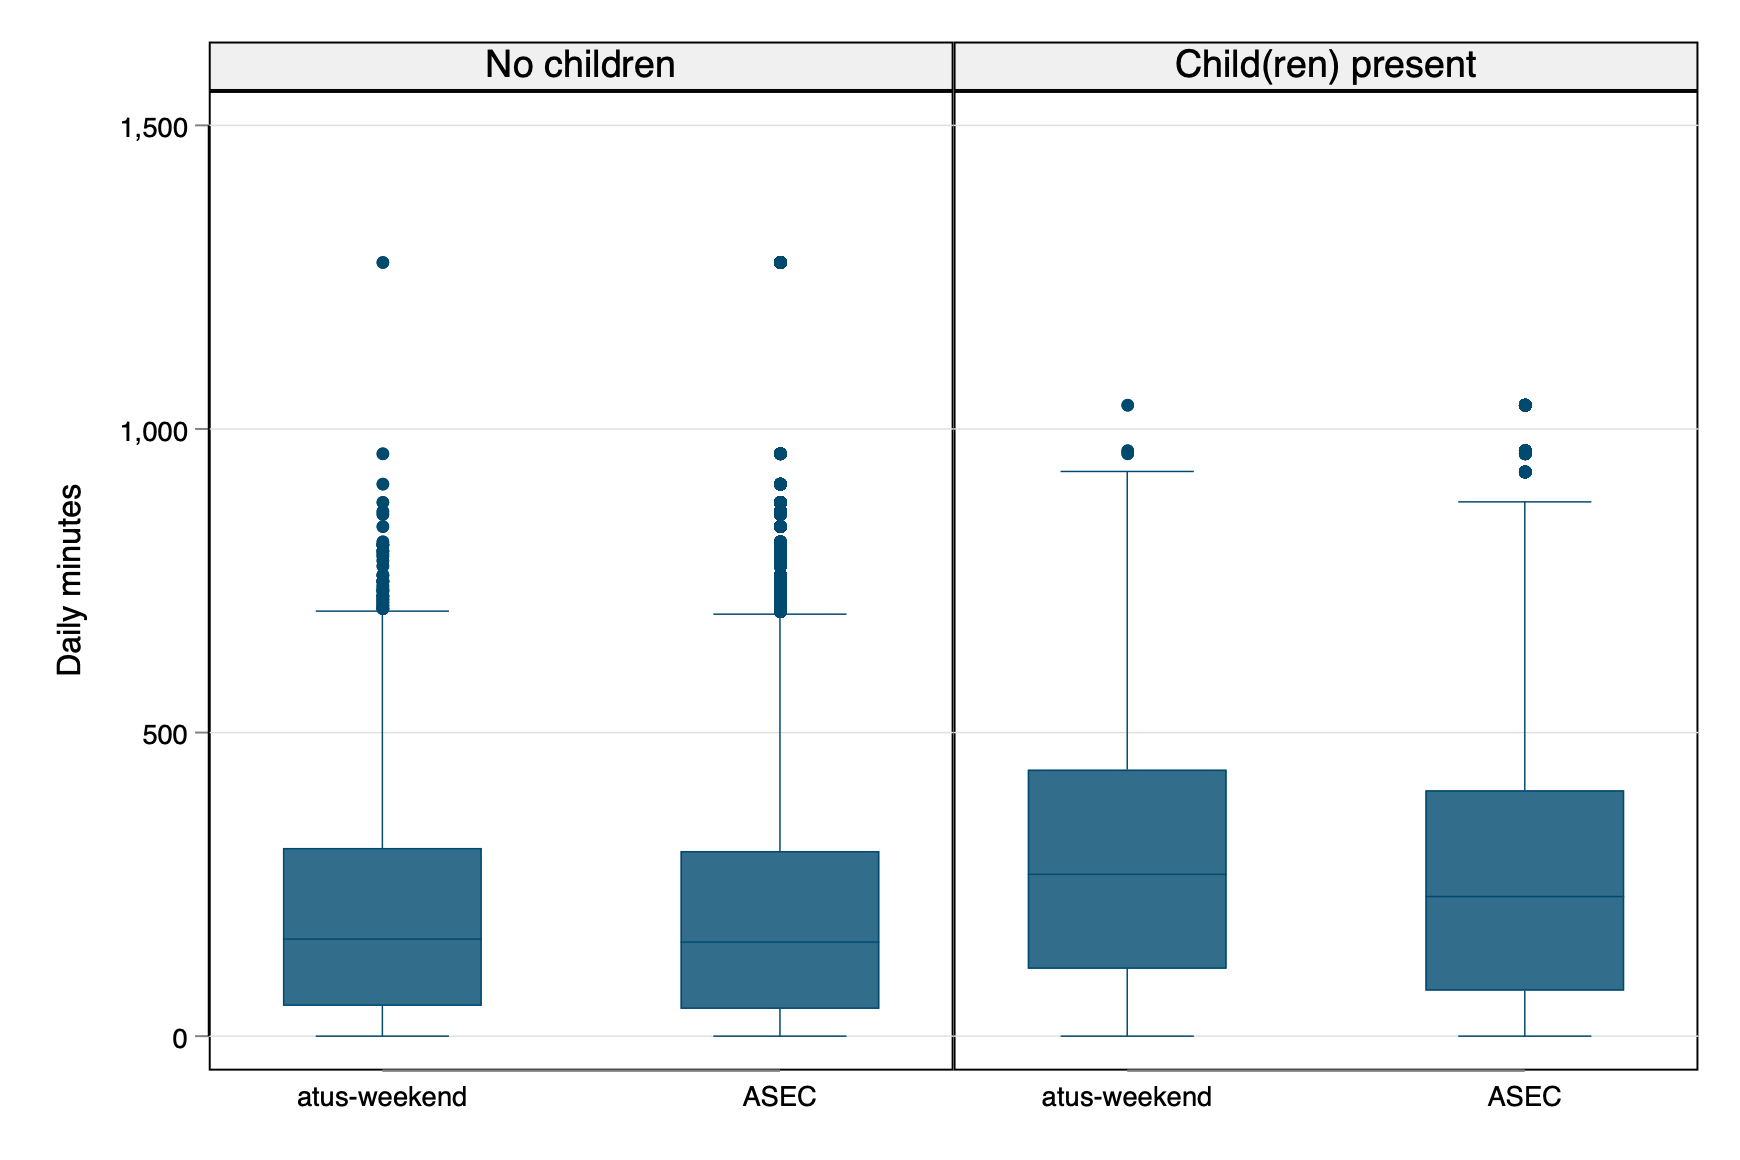 No children
Child(ren) present
1,500
1,000
500
0
Daily minutes
atus-weekend
ASEC
atus-weekend
ASEC